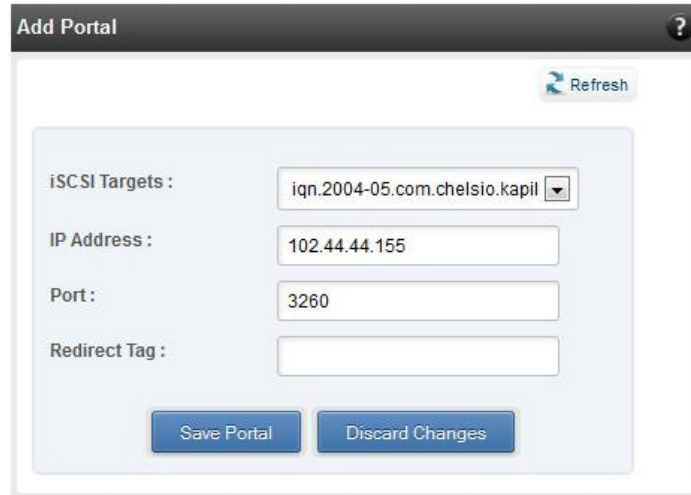 Add Portal ?
Refresh
iSCSI Targets : iqn.2004-05.com.chelsio.kapil
IP Address : 102.44.44.155
Port : 3260
Redirect Tag :
Save Portal Discard Changes